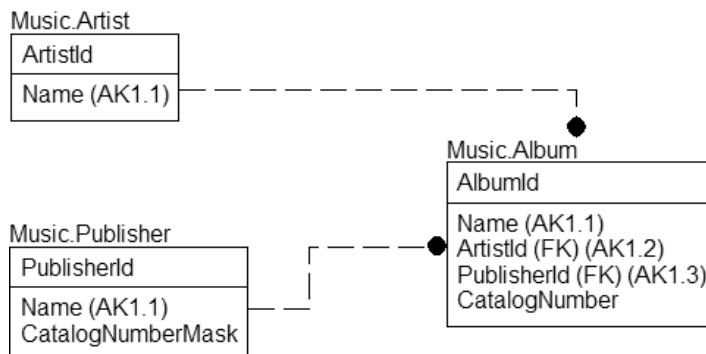 Music.Artist
ArtistId
Name (AK1.1)
Music.Album
AlbumId
Name (AK1.1)
ArtistId (FK) (AK1.2)
PublisherId (FK) (AK1.3)
CatalogNumber
Music.Publisher
PublisherId
Name (AK1.1)
CatalogNumberMask